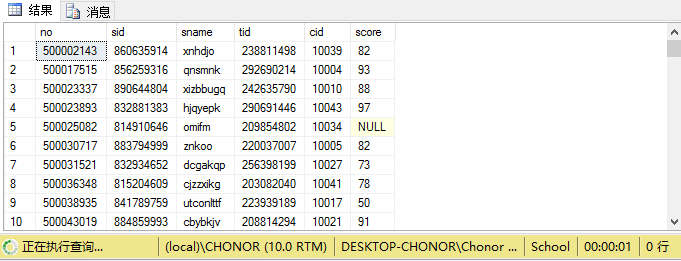 结果 消息
no sid sname tid cid score
1 500002143 860635914 xnhdjo 238811498 10039 82
2 500017515 856259316 qnsmnk 292690214 10004 93
3 500023337 890644804 xizbbugq 242635790 10010 88
4 500023893 832881383 hjqyepk 290691446 10043 97
5 500025082 814910646 omifm 209854802 10034 NULL
6 500030717 883794999 znkoo 220037007 10005 82
7 500031521 832934652 dcgakqp 256398199 10027 73
8 500036348 815204609 cjzzxikg 203082040 10041 78
9 500038935 841789759 utconlttf 223939189 10017 50
10 500043019 884859993 cbybkjv 208814294 10021 91
正在执行查询... (local)\CHONOR (10.0 RTM) DESKTOP-CHONOR\Chonor ... School 00:00:01 0 行